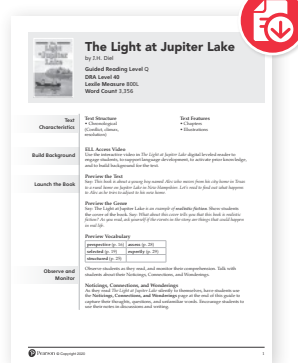 The Light at Jupiter Lake
by J.H. Diel
Guided Reading Level Q
DRA Level 40
Lexile Measure 800L
Word Count 3,356
Text
Characteristics
Text Structure
• Chronological
(Conflict, climax,
resolution)
Text Features
• Chapters
• Illustrations
Build Background
ELL Access Video
Use the interactive video in The Light at Jupiter Lake digital leveled reader to
engage students, to support language development, to activate prior knowledge,
and to build background for the text.
Launch the Book
Preview the Text
Say: This book is about a young boy named Alec who moves from his city home in Texas
to a rural home on Jupiter Lake in New Hampshire. Let's read to find out what happens
to Alec as he tries to adjust to his new home.
Preview the Genre
Say: The Light at Jupiter Lake is an example of realistic fiction. Show students
the cover of the book. Say: What about this cover tells you that this book is realistic
fiction? As you read, ask yourself if the events in the story are things that could happen
in real life.
Preview Vocabulary
perspective (p. 16) access (p. 28)
selected (p. 19) expertly (p. 29)
structured (p. 25)
Observe and
Monitor
Observe students as they read, and monitor their comprehension. Talk with
students about their Noticings, Connections, and Wonderings.
Noticings, Connections, and Wonderings
As they read The Light at Jupiter Lake silently to themselves, have students use
the Noticings, Connections, and Wonderings page at the end of this guide to
capture their thoughts, questions, and unfamiliar words. Encourage students to
use their notes in discussions and writing.
Pearson © Copyright 2020
1